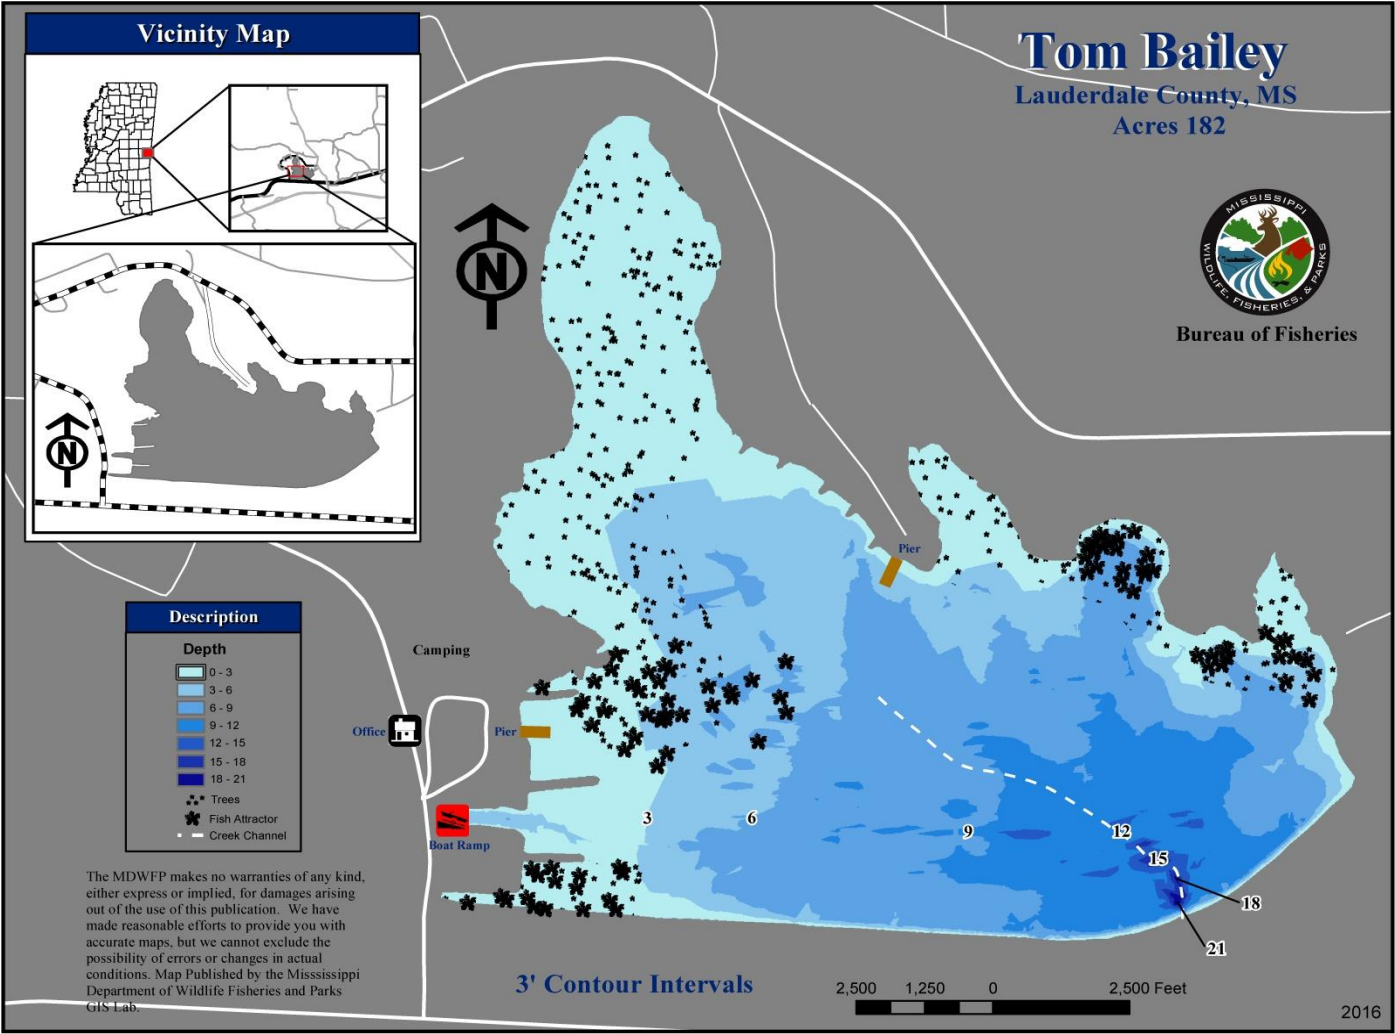 Vicinity Map
Tom Bailey
Lauderdale County, MS
Acres 182
N
N
MISSISSIPPI
WILDLIFE, FISHERIES, & PARKS
Bureau of Fisheries
Pier
Description
Depth
0 - 3
3 - 6
6 - 9
9 - 12
12 - 15
15 - 18
18 - 21
Trees
Fish Attractor
Creek Channel
Camping
Office
Pier
Boat Ramp
3
6
9
12
15
18
21
The MDWFP makes no warranties of any kind,
either express or implied, for damages arising
out of the use of this publication. We have
made reasonable efforts to provide you with
accurate maps, but we cannot exclude the
possibility of errors or changes in actual
conditions. Map Published by the Misssissippi
Department of Wildlife Fisheries and Parks
GIS Lab.
3' Contour Intervals
2,500 1,250 0 2,500 Feet
2016